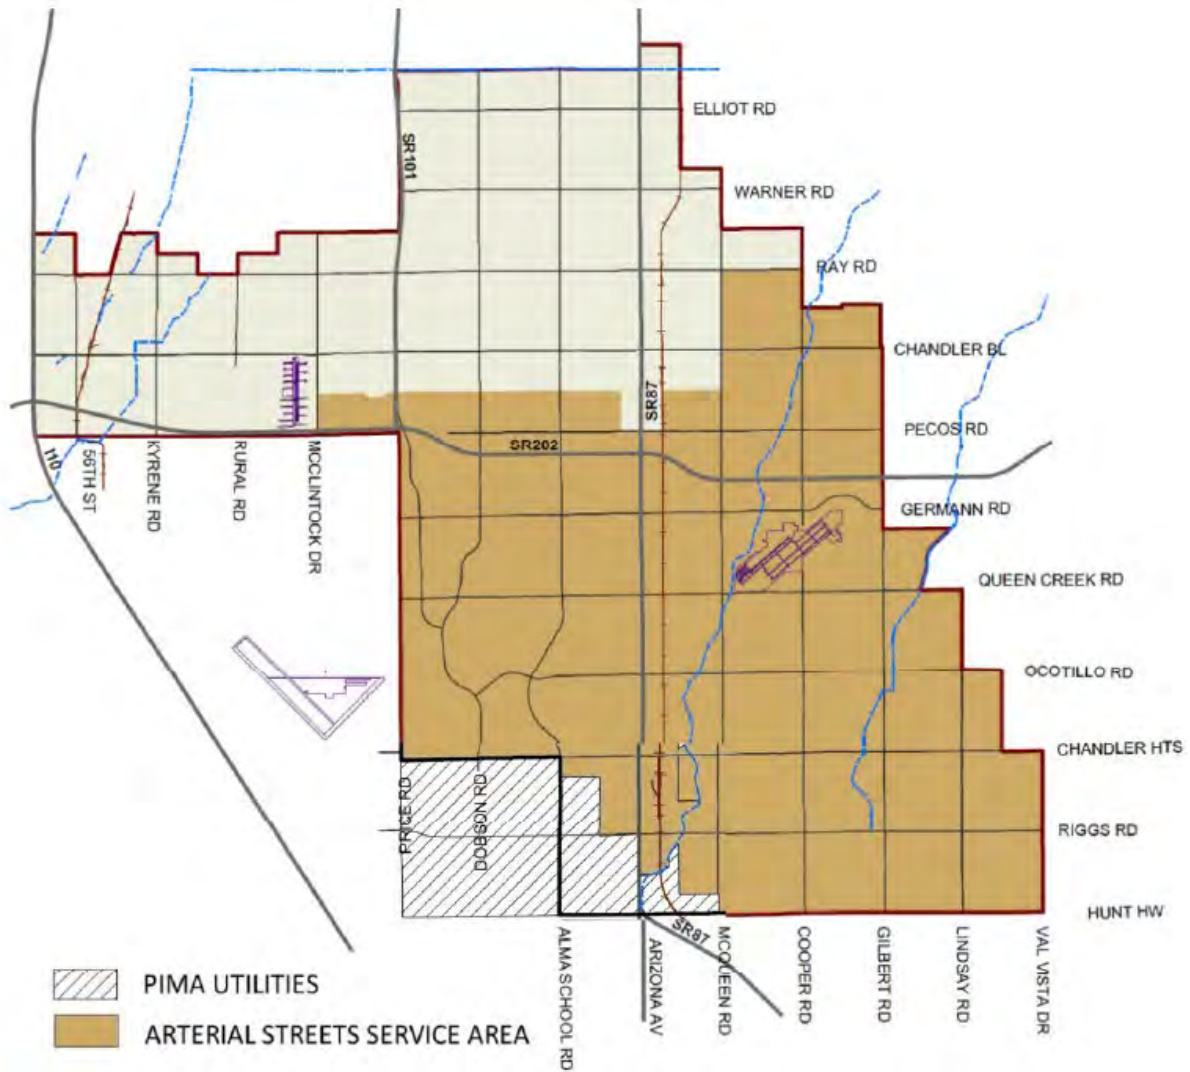 ELLIOT RD
SR101
WARNER RD
RAY RD
CHANDLER BL
SR87
PECOS RD
SR202
I10
56TH ST
KYRENE RD
RURAL RD
MCCLINTOCK DR
GERMANN RD
QUEEN CREEK RD
OCOTILLO RD
CHANDLER HTS
PRICE RD
DOBSON RD
RIGGS RD
HUNT HW
SR87
ALMA SCHOOL RD
ARIZONA AV
MCQUEEN RD
COOPER RD
GILBERT RD
LINDSAY RD
VAL VISTA DR
PIMA UTILITIES
ARTERIAL STREETS SERVICE AREA